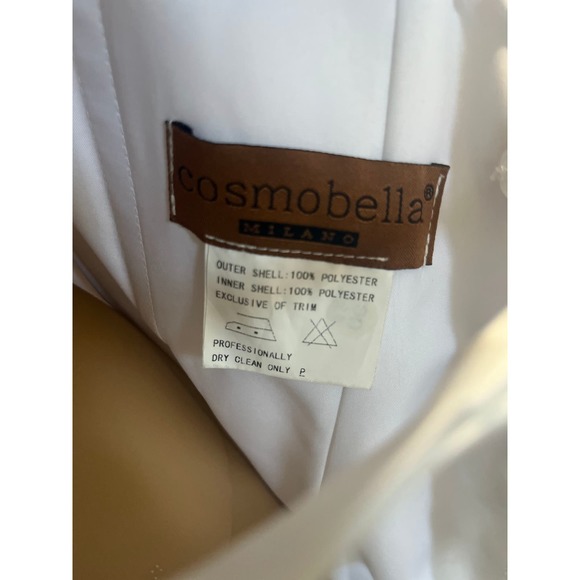 cosmobella®
MILANO
OUTER SHELL:100% POLYESTER
INNER SHELL:100% POLYESTER
EXCLUSIVE OF TRIM
PROFESSIONALLY
DRY CLEAN ONLY P